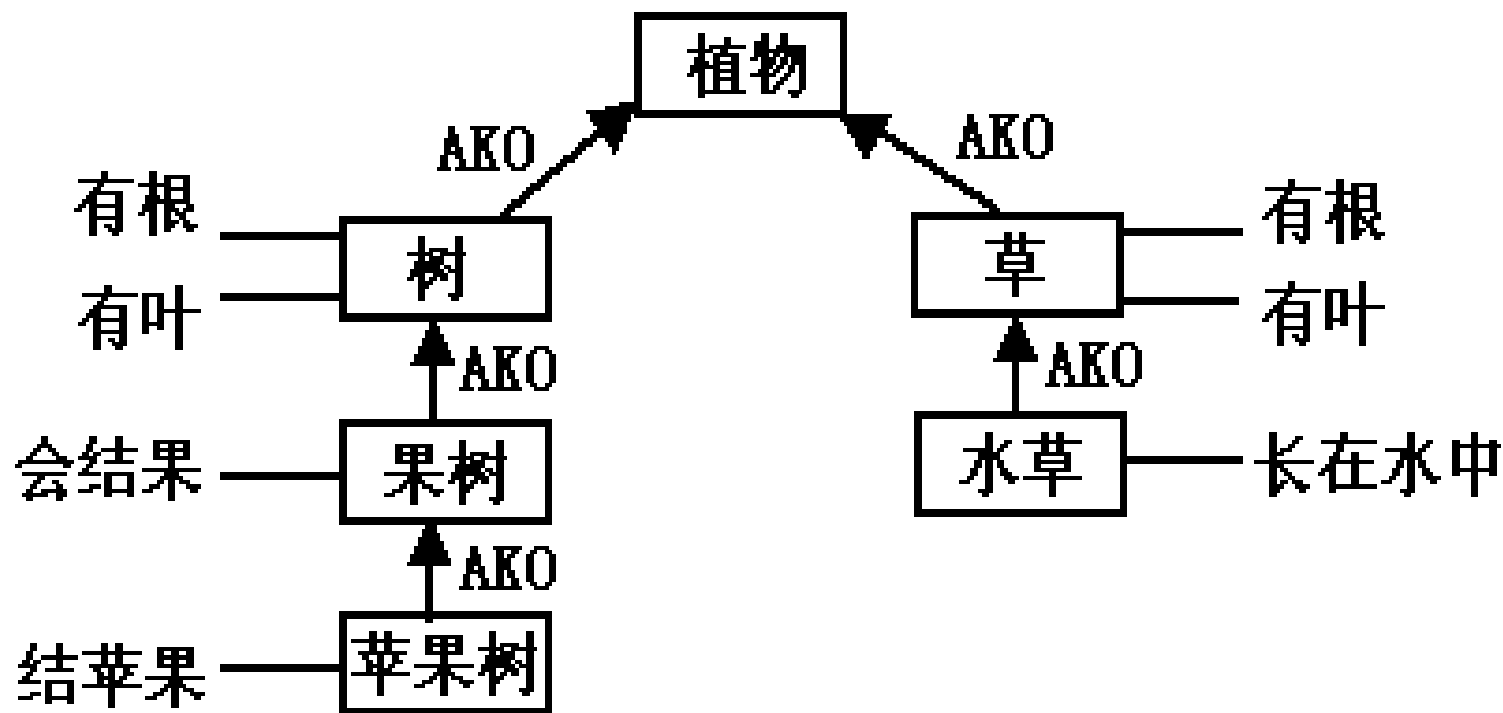 植物
AKO AKO
有根 树 草 有根
有叶 有叶
AKO AKO
会结果 果树 水草 长在水中
AKO
结苹果 苹果树